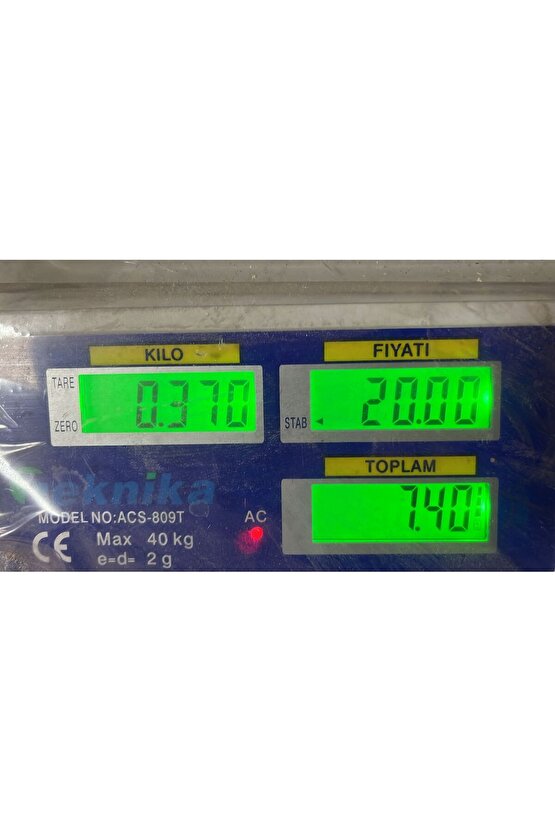 KILO
FIYATI
TARE
ZERO
0.370
STAB
20.00
TOPLAM
7.40
teknika
MODEL NO:ACS-809T
AC
CE
Max 40 kg
e=d= 2 g